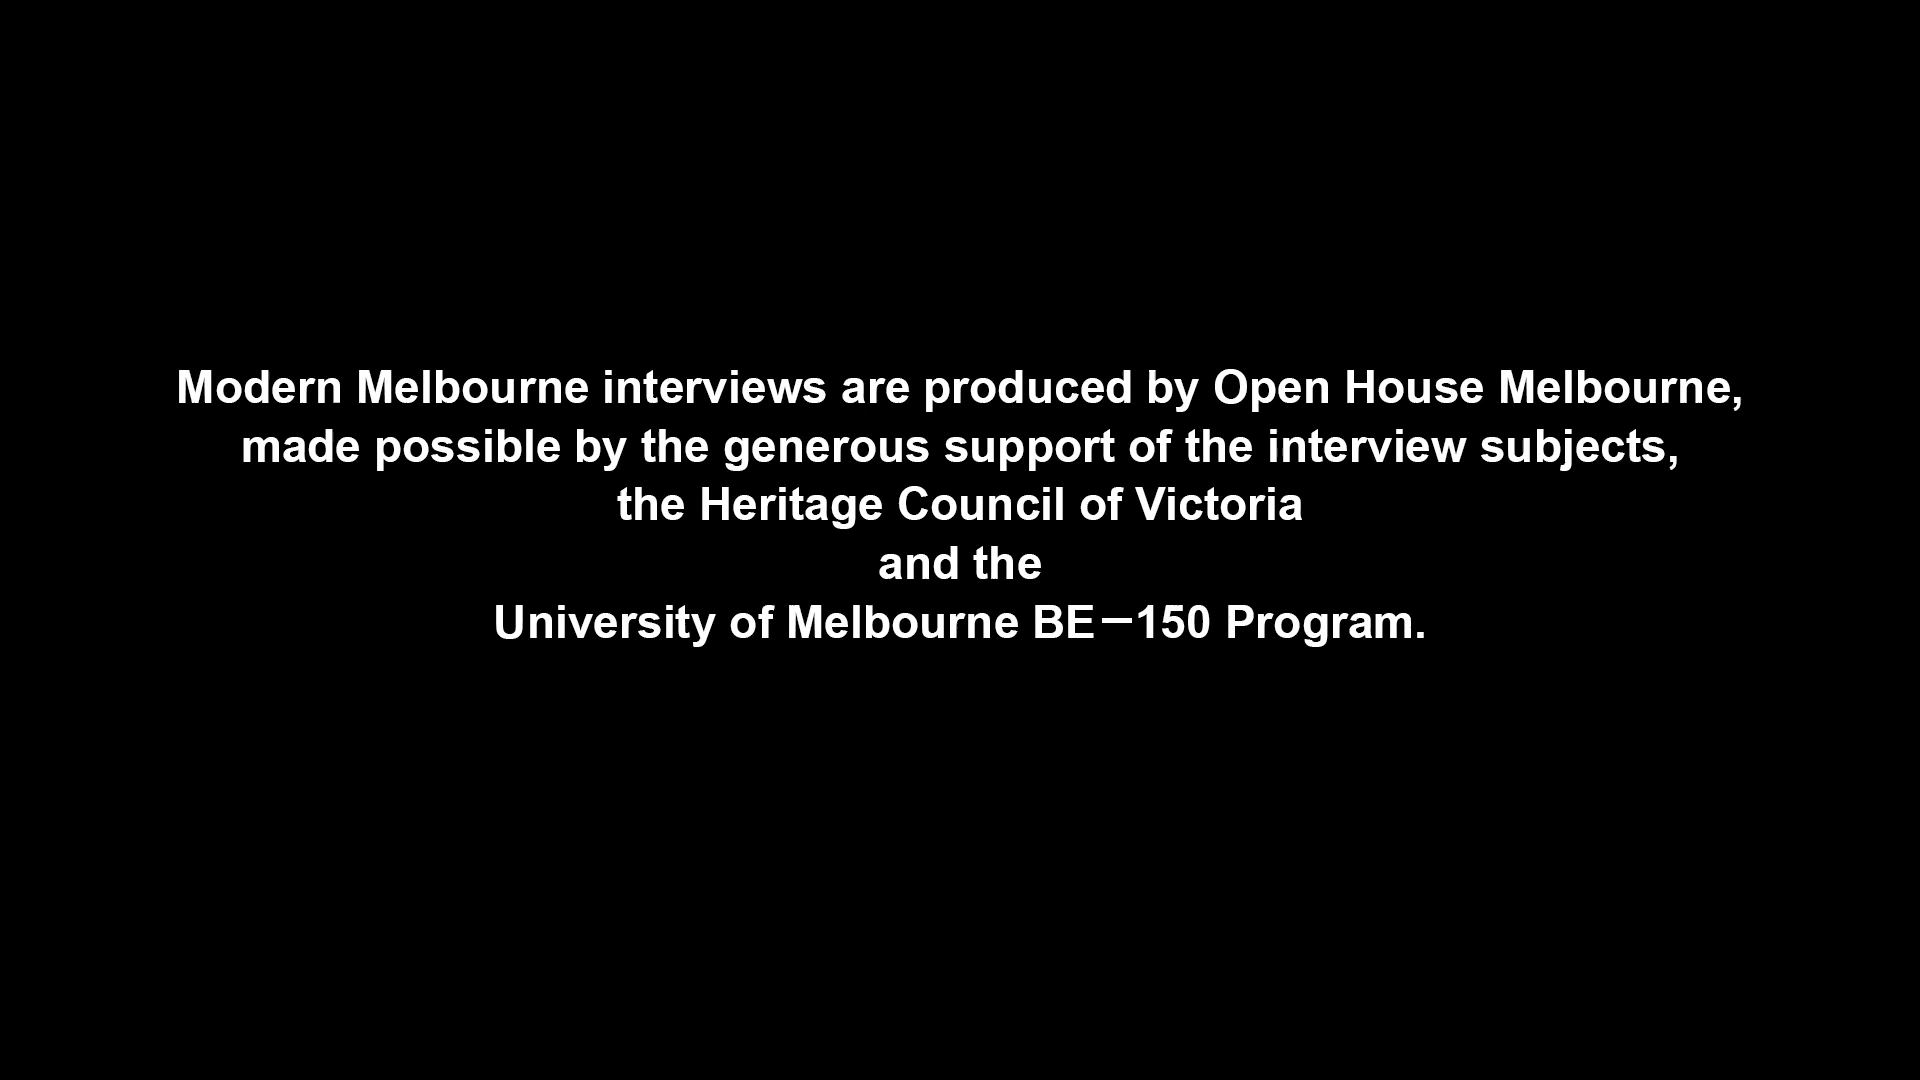 Modern Melbourne interviews are produced by Open House Melbourne,
made possible by the generous support of the interview subjects,
the Heritage Council of Victoria
and the
University of Melbourne BE—150 Program.